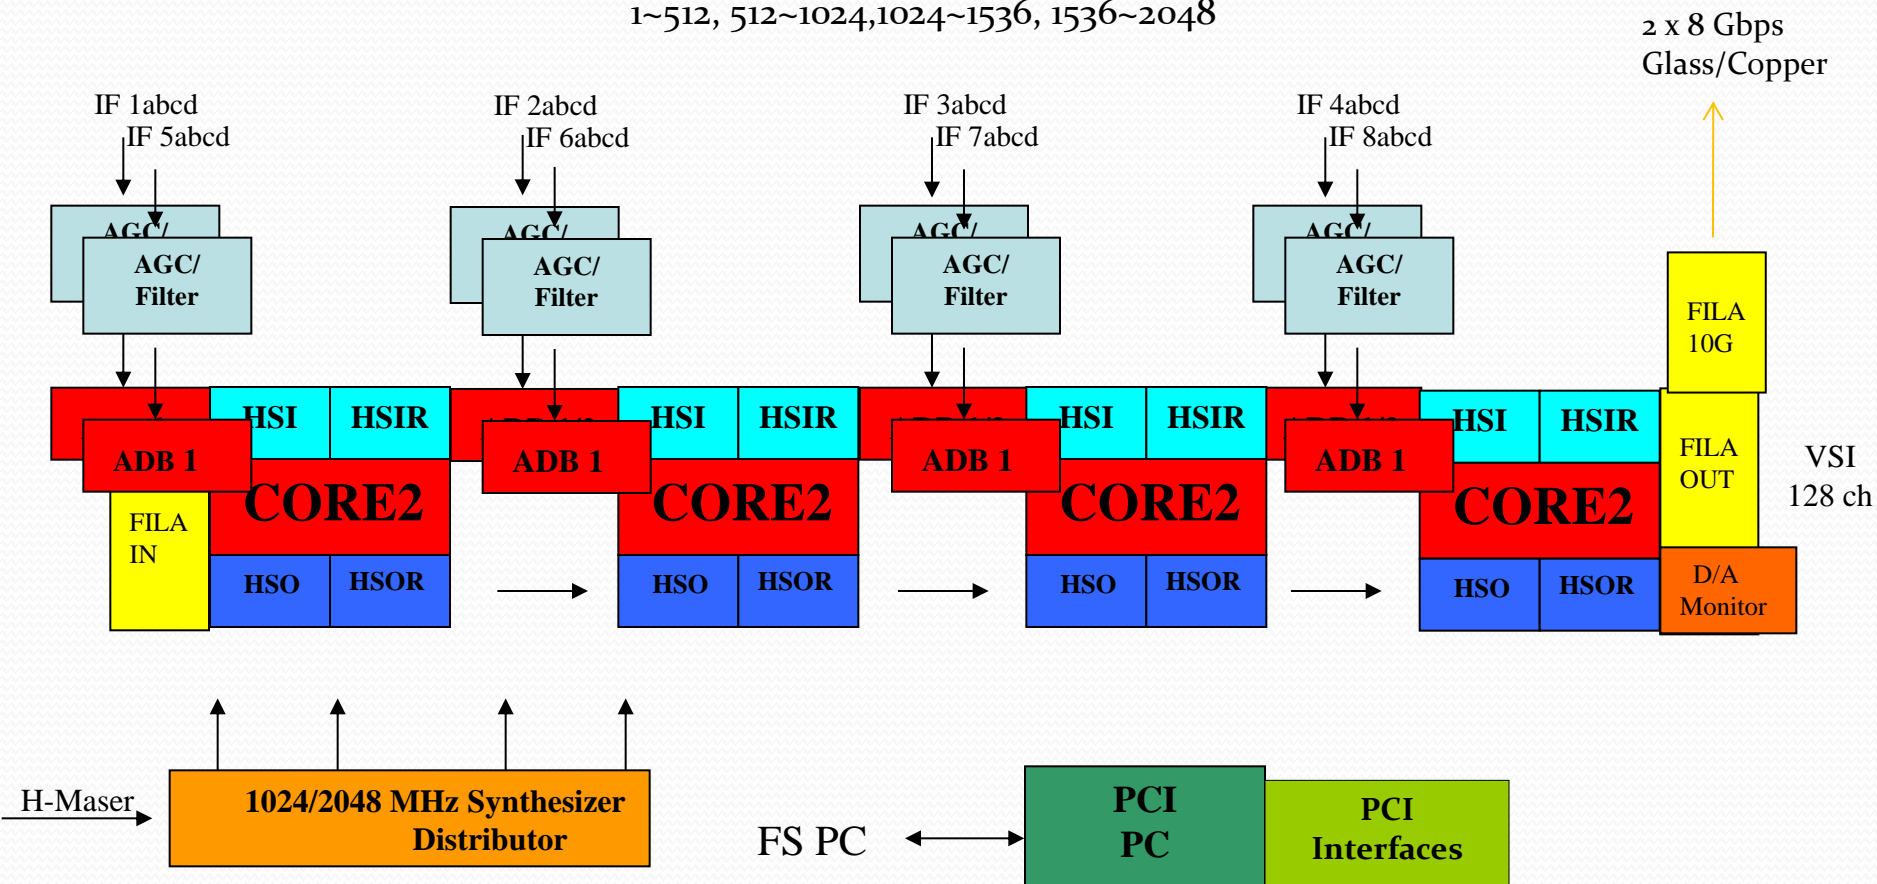 1~512, 512~1024,1024~1536, 1536~2048
2 x 8 Gbps
Glass/Copper
IF 1abcd
IF 5abcd
IF 2abcd
IF 6abcd
IF 3abcd
IF 7abcd
IF 4abcd
IF 8abcd
AGC/
AGC/
Filter
AGC/
AGC/
Filter
AGC/
AGC/
Filter
AGC/
AGC/
Filter
FILA
10G
HSI
HSIR
HSI
HSIR
HSI
HSIR
HSI
HSIR
ADB 1
ADB 1
ADB 1
ADB 1
FILA
OUT
VSI
128 ch
CORE2
CORE2
CORE2
CORE2
FILA
IN
HSO
HSOR
HSO
HSOR
HSO
HSOR
HSO
HSOR
D/A
Monitor
H-Maser
1024/2048 MHz Synthesizer
Distributor
FS PC
PCI
PC
PCI
Interfaces